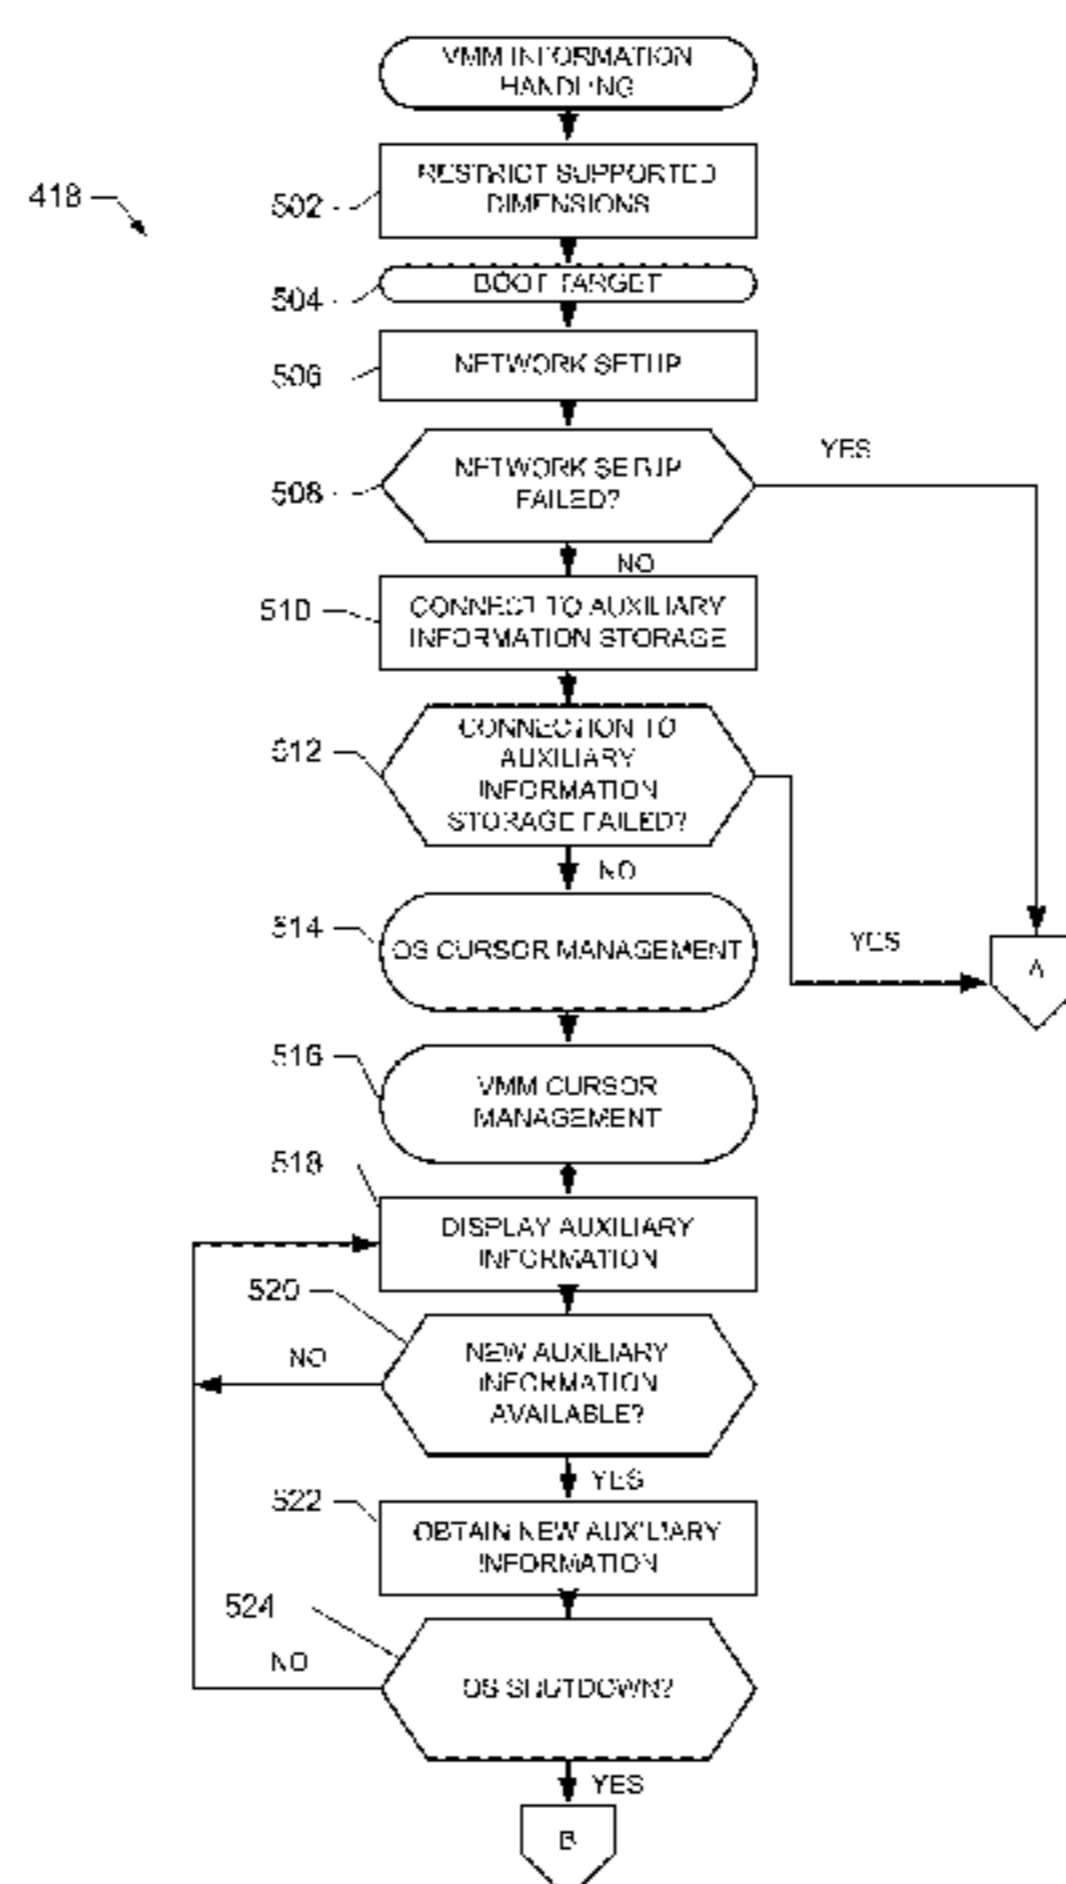 VMM INFORMATION
HANDLING
418
RESTRICT SUPPORTED
DIMENSIONS
502
BOOT TARGET
504
NETWORK SETUP
506
YES
NETWORK SETUP
FAILED?
508
NO
CONNECT TO AUXILIARY
INFORMATION STORAGE
510
CONNECTION TO
AUXILIARY
INFORMATION
STORAGE FAILED?
512
NO
514
OS CURSOR MANAGEMENT
YES
A
516
VMM CURSOR
MANAGEMENT
518
DISPLAY AUXILIARY
INFORMATION
520
NO
NEW AUXILIARY
INFORMATION
AVAILABLE?
YES
522
OBTAIN NEW AUXILIARY
INFORMATION
524
NO
OS SHUTDOWN?
YES
B